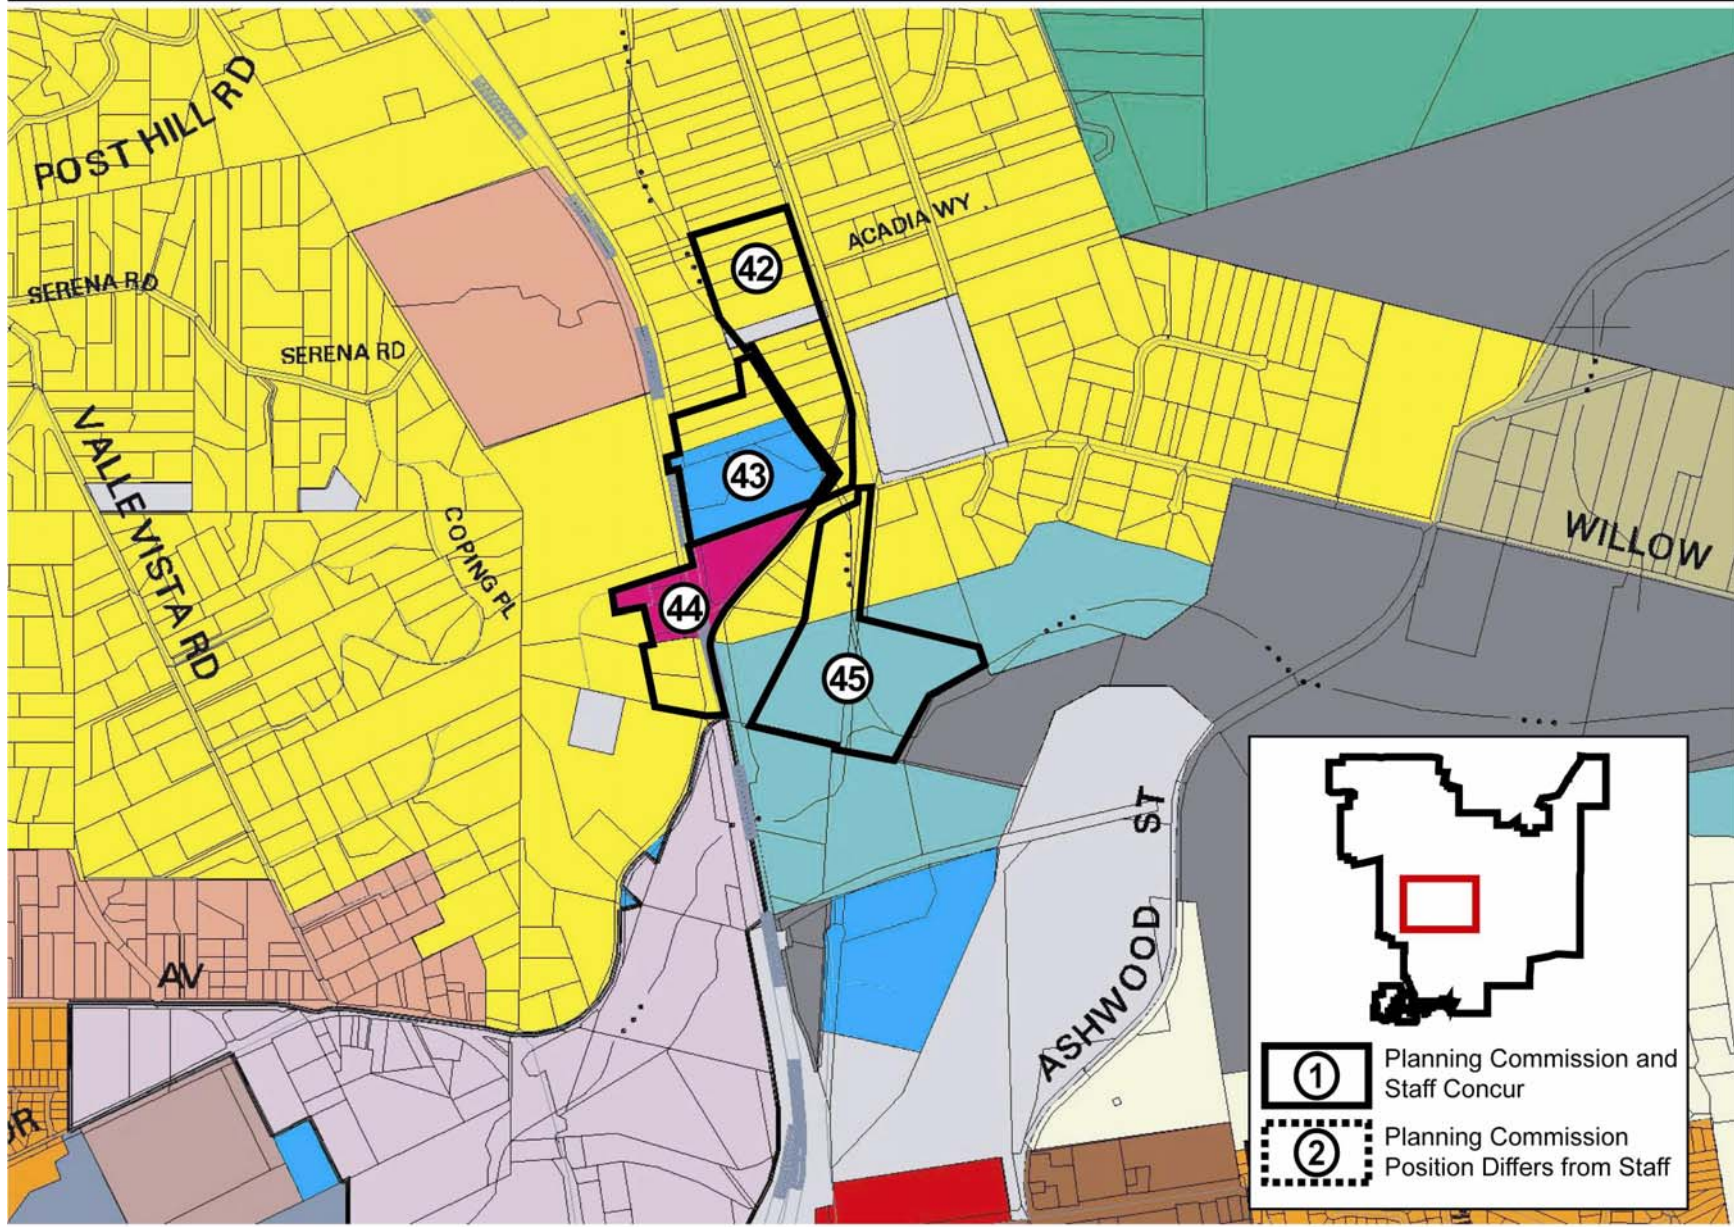 POST HILL RD
ACADIA WY
42
SERENA RD
SERENA RD
VALLE VISTA RD
43
COPING PL
WILLOW
44
45
ASHWOOD ST
AV
DR
1
Planning Commission and
Staff Concur
2
Planning Commission
Position Differs from Staff